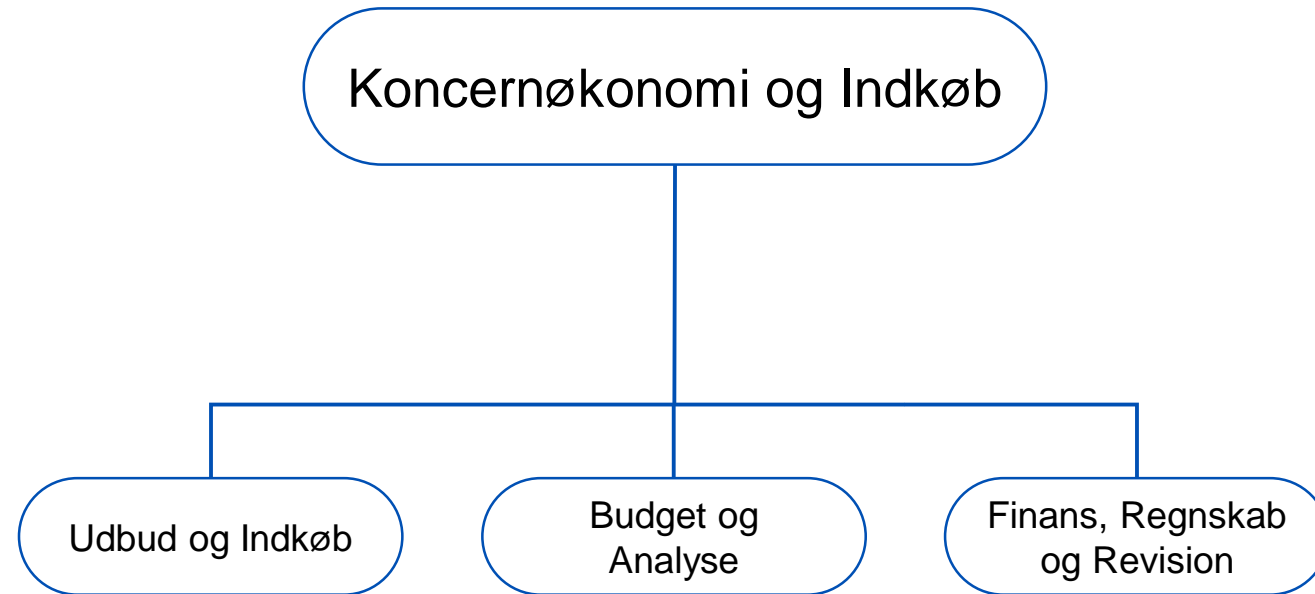 Koncernøkonomi og Indkøb
Udbud og Indkøb
Budget og
Analyse
Finans, Regnskab
og Revision